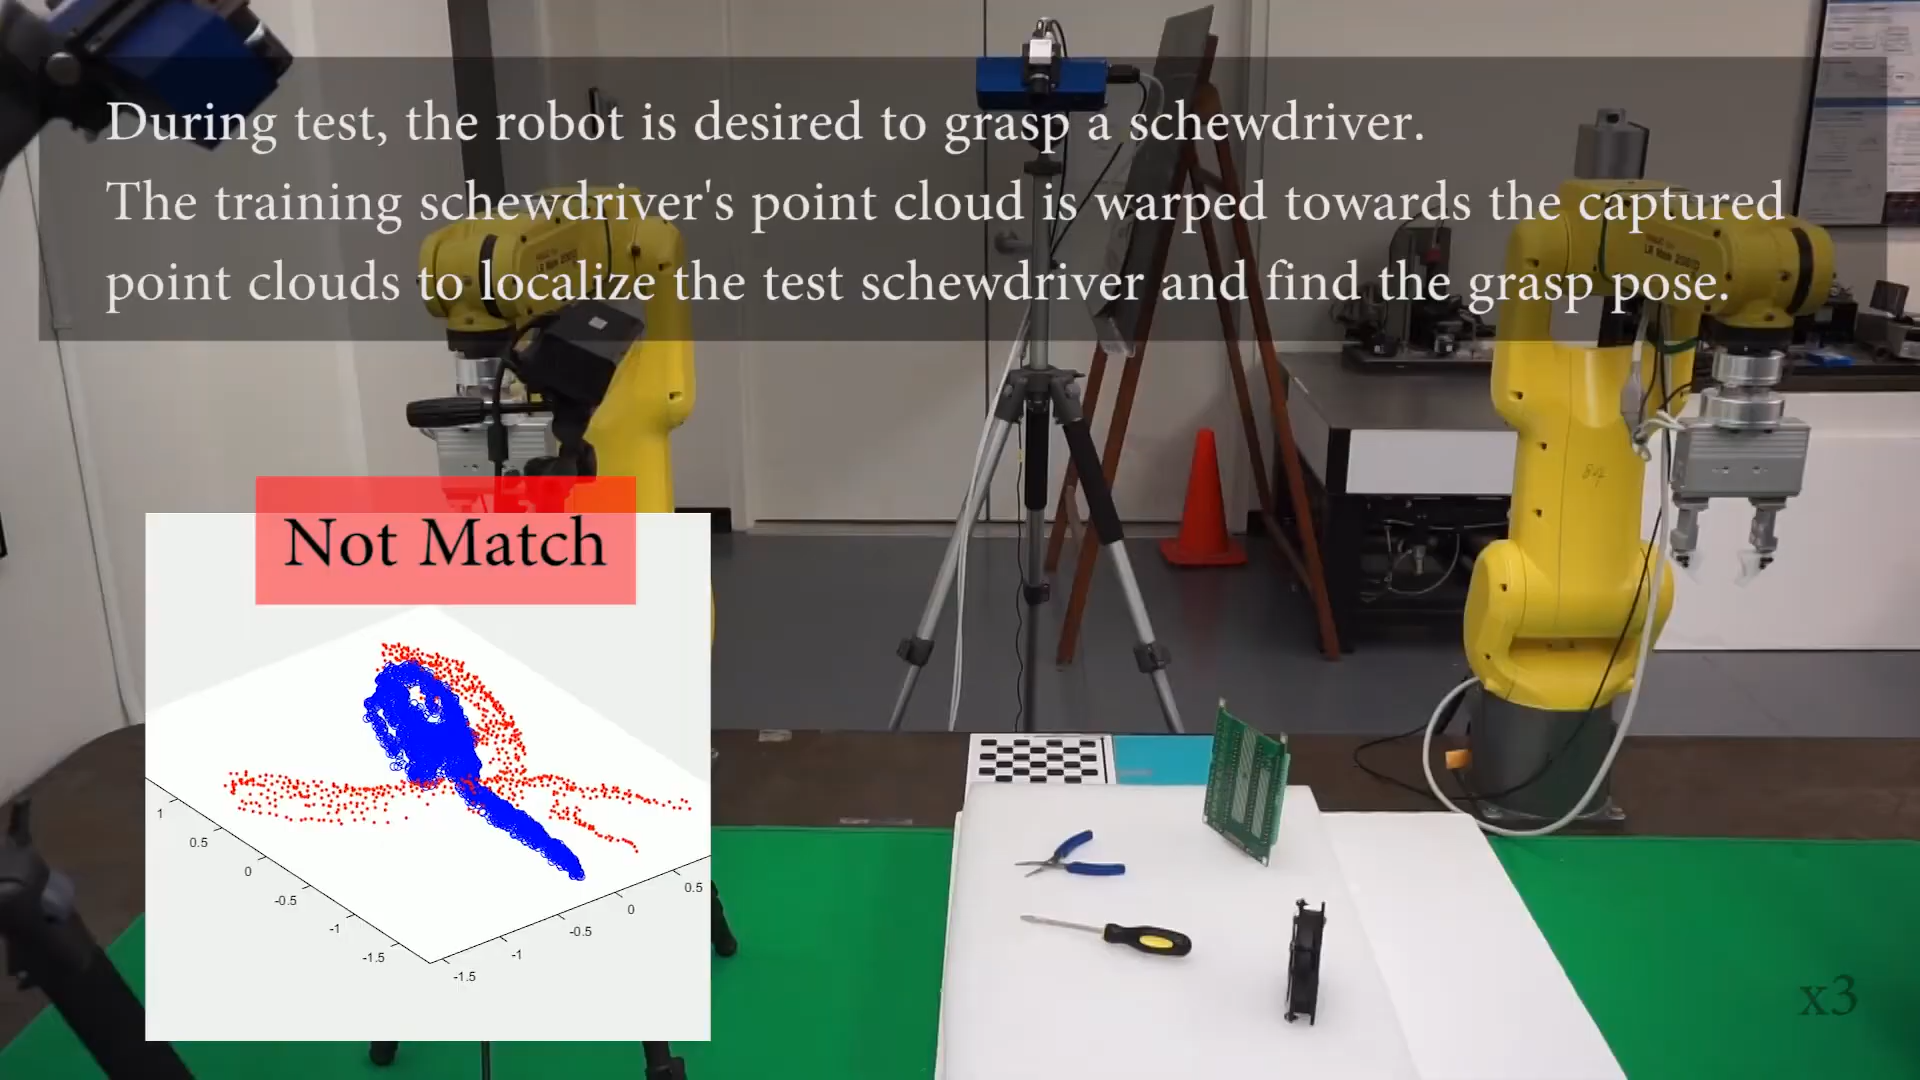 During test, the robot is desired to grasp a schewdriver.
The training schewdriver's point cloud is warped towards the captured
point clouds to localize the test schewdriver and find the grasp pose.
Not Match
1
0.5
0
-0.5
-1
-1.5
0.5
0
-0.5
-1
-1.5
84
x3